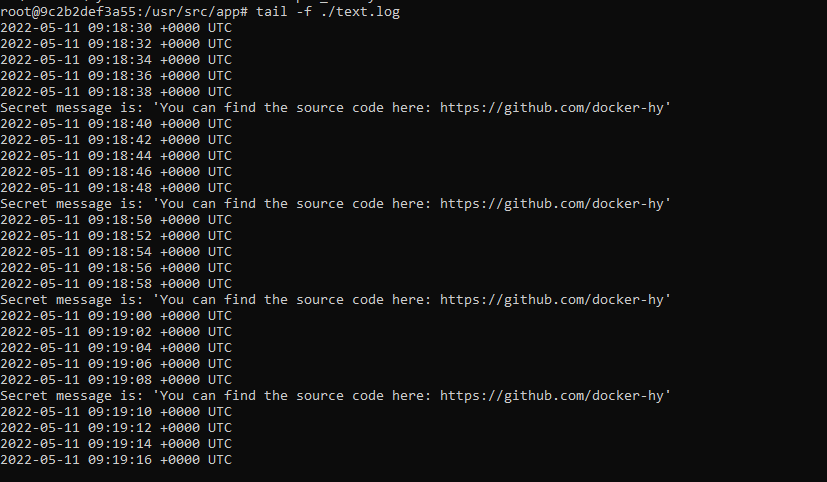 root@9c2b2def3a55:/usr/src/app# tail -f ./text.log
2022-05-11 09:18:30 +0000 UTC
2022-05-11 09:18:32 +0000 UTC
2022-05-11 09:18:34 +0000 UTC
2022-05-11 09:18:36 +0000 UTC
2022-05-11 09:18:38 +0000 UTC
Secret message is: 'You can find the source code here: https://github.com/docker-hy'
2022-05-11 09:18:40 +0000 UTC
2022-05-11 09:18:42 +0000 UTC
2022-05-11 09:18:44 +0000 UTC
2022-05-11 09:18:46 +0000 UTC
2022-05-11 09:18:48 +0000 UTC
Secret message is: 'You can find the source code here: https://github.com/docker-hy'
2022-05-11 09:18:50 +0000 UTC
2022-05-11 09:18:52 +0000 UTC
2022-05-11 09:18:54 +0000 UTC
2022-05-11 09:18:56 +0000 UTC
2022-05-11 09:18:58 +0000 UTC
Secret message is: 'You can find the source code here: https://github.com/docker-hy'
2022-05-11 09:19:00 +0000 UTC
2022-05-11 09:19:02 +0000 UTC
2022-05-11 09:19:04 +0000 UTC
2022-05-11 09:19:06 +0000 UTC
2022-05-11 09:19:08 +0000 UTC
Secret message is: 'You can find the source code here: https://github.com/docker-hy'
2022-05-11 09:19:10 +0000 UTC
2022-05-11 09:19:12 +0000 UTC
2022-05-11 09:19:14 +0000 UTC
2022-05-11 09:19:16 +0000 UTC